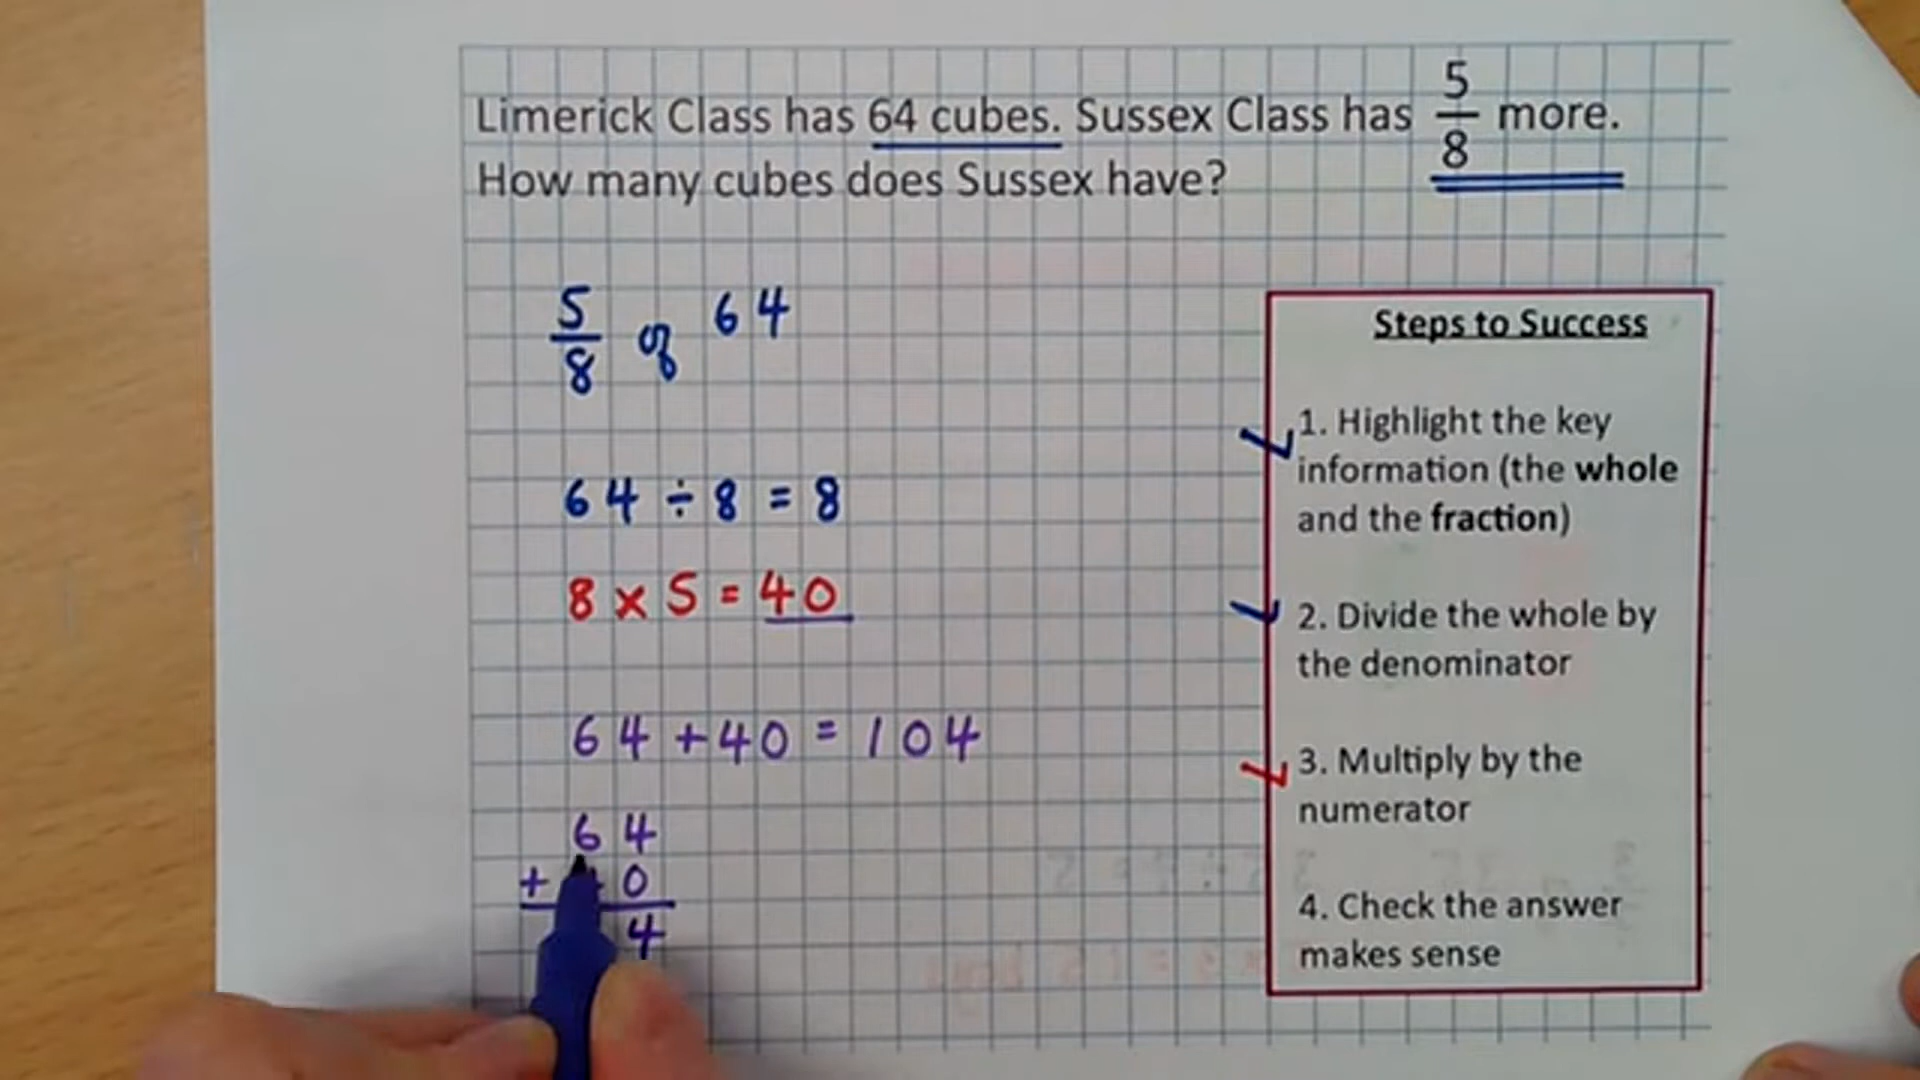 Limerick Class has 64 cubes. Sussex Class has 5/8 more.
How many cubes does Sussex have?
5/8 of 64
64 ÷ 8 = 8
8 x 5 = 40
64 + 40 = 104
64
+ 0
4
Steps to Success
1. Highlight the key
information (the whole
and the fraction)
2. Divide the whole by
the denominator
3. Multiply by the
numerator
4. Check the answer
makes sense